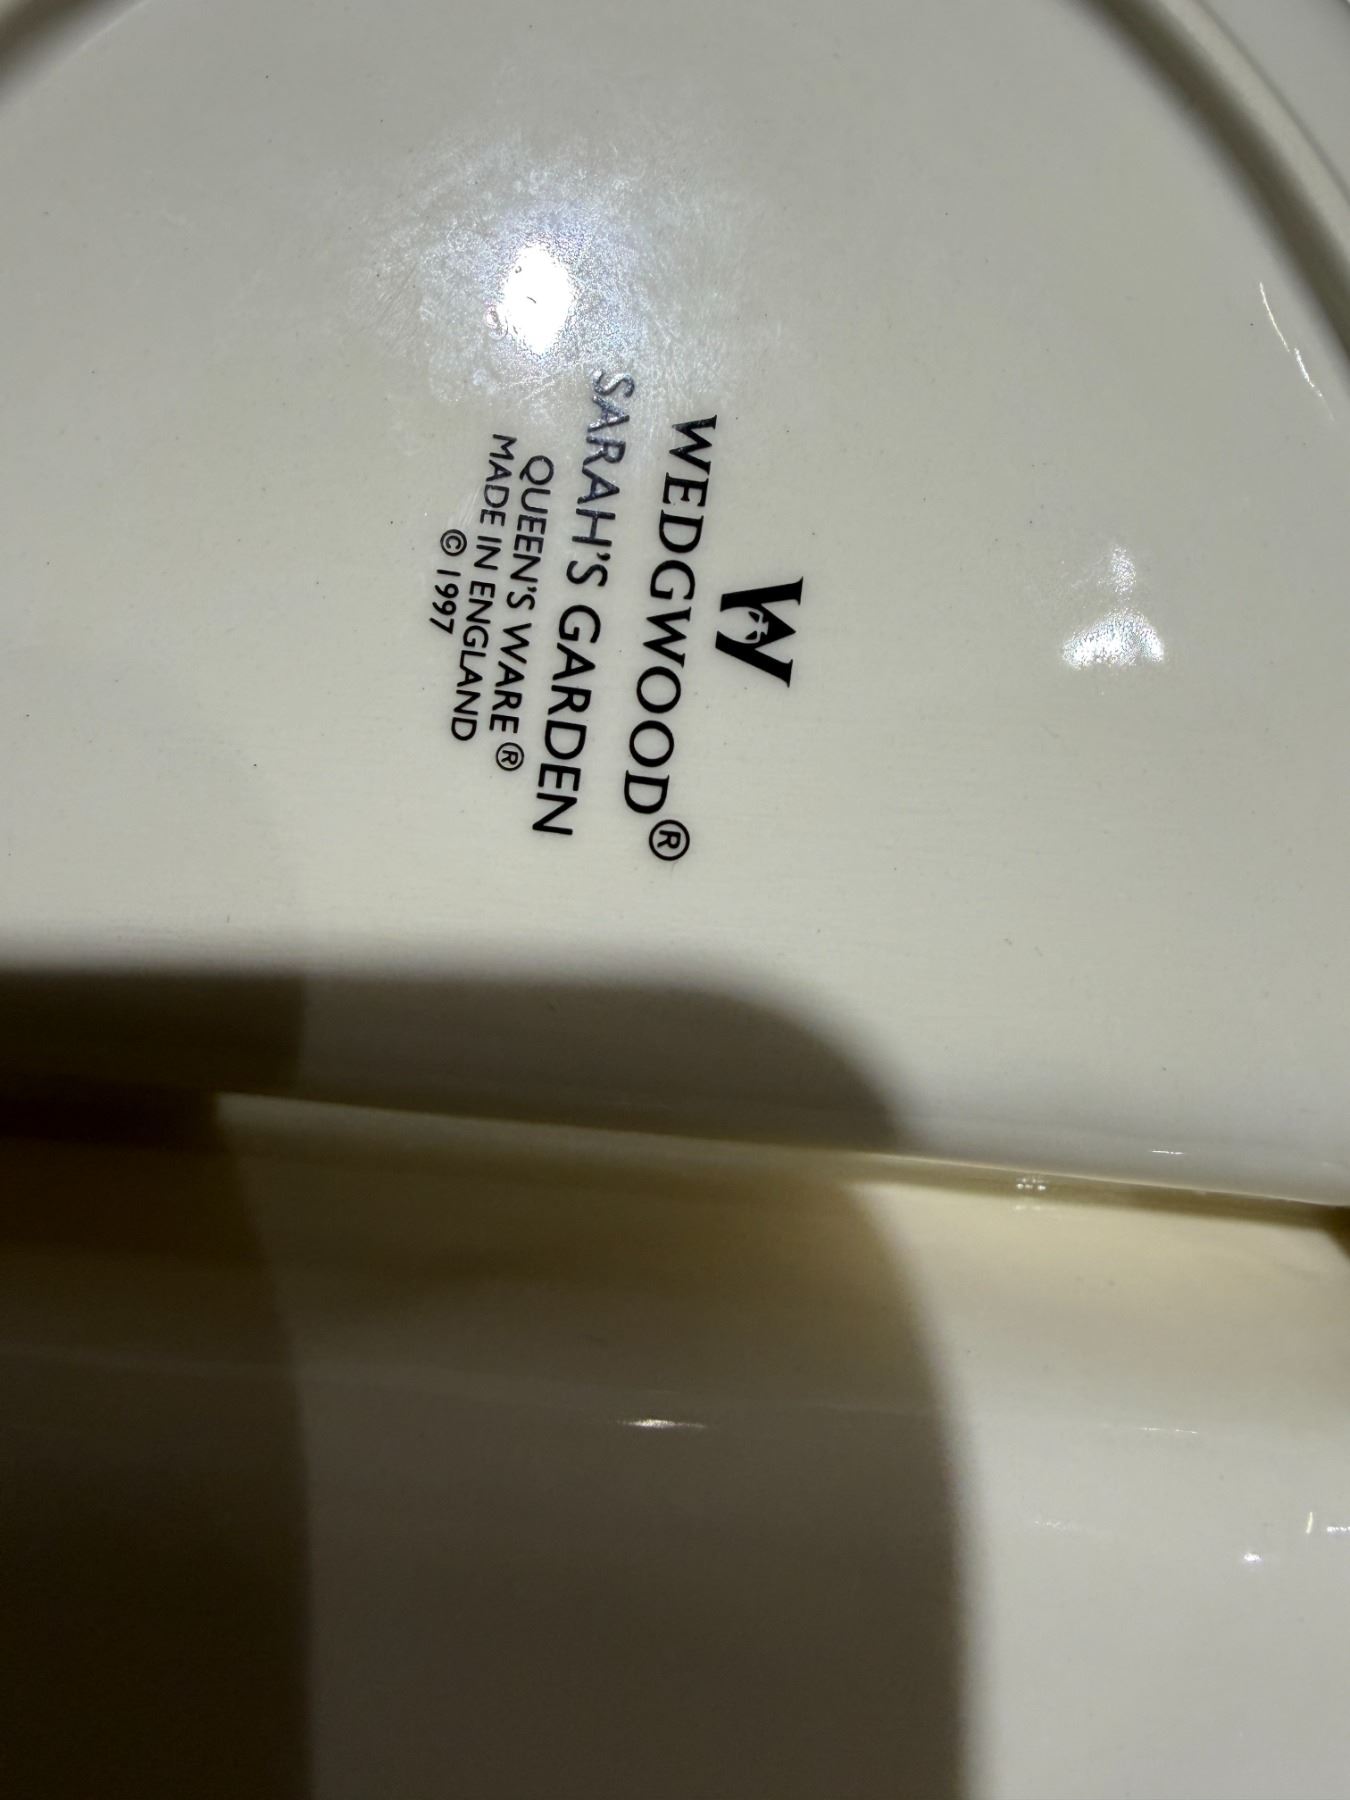 W
WEDGWOOD®
SARAH'S GARDEN
QUEEN'S WARE®
MADE IN ENGLAND
© 1997